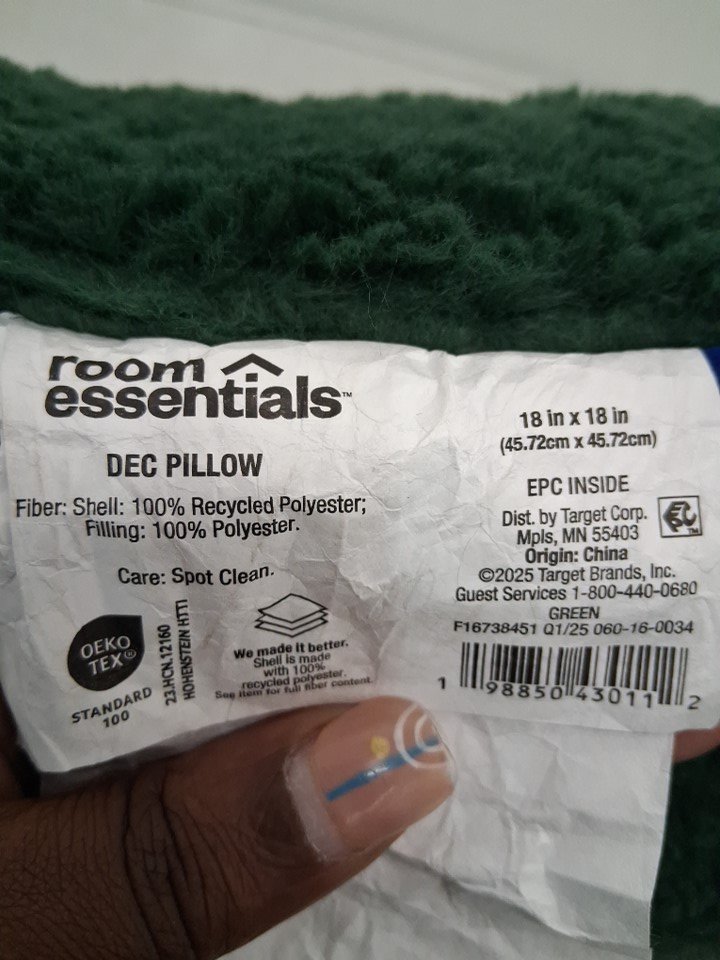 room
essentials™
DEC PILLOW
Fiber: Shell: 100% Recycled Polyester;
Filling: 100% Polyester.
Care: Spot Clean.
OEKO
TEX®
STANDARD
100
23.HCN.12160
HOHENSTEIN HTTI
We made it better.
Shell is made
with 100%
recycled polyester.
See item for full fiber content.
18 in x 18 in
(45.72cm x 45.72cm)
EPC INSIDE
Dist. by Target Corp.
Mpls, MN 55403
Origin: China
©2025 Target Brands, Inc.
Guest Services 1-800-440-0680
GREEN
F16738451 Q1/25 060-16-0034
1 98850 43011 2